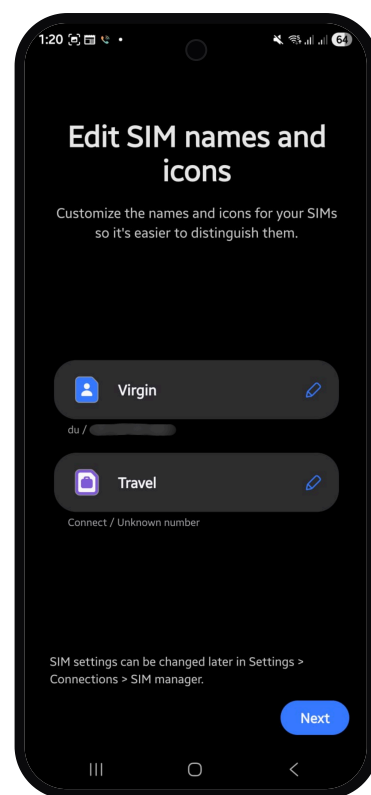 1:20 64
Edit SIM names and
icons
Customize the names and icons for your SIMs
so it's easier to distinguish them.
Virgin
du /
Travel
Connect / Unknown number
SIM settings can be changed later in Settings >
Connections > SIM manager.
Next